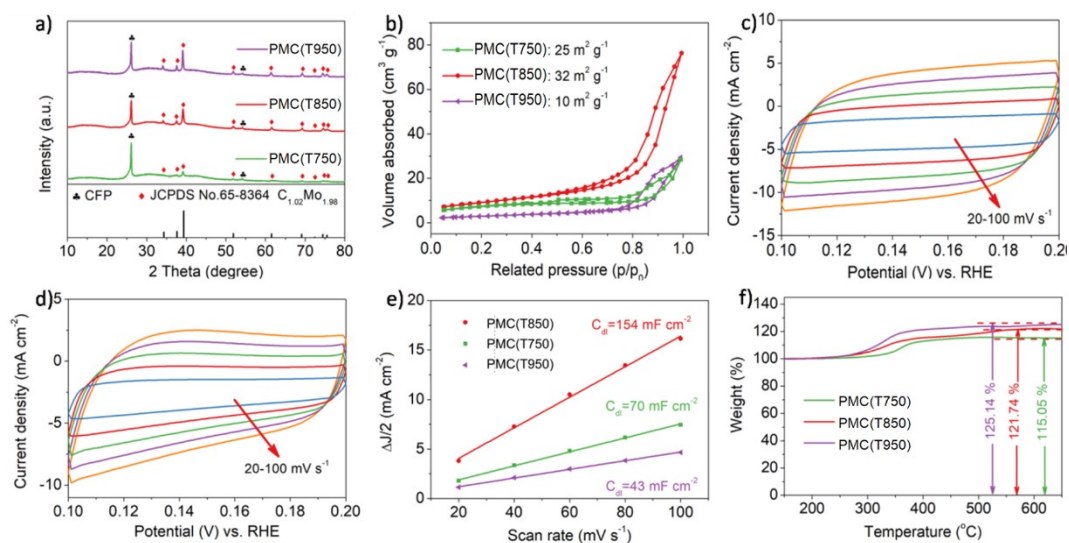 a)
PMC(T950)
PMC(T850)
PMC(T750)
♣ CFP ♦ JCPDS No.65-8364 C1.02Mo1.98
Intensity (a.u.)
10 20 30 40 50 60 70 80
2 Theta (degree)
b)
PMC(T750): 25 m² g⁻¹
PMC(T850): 32 m² g⁻¹
PMC(T950): 10 m² g⁻¹
Volume absorbed (cm³ g⁻¹)
80
60
40
20
0
0.0 0.2 0.4 0.6 0.8 1.0
Related pressure (p/p₀)
c)
Current density (mA cm⁻²)
10
5
0
-5
-10
-15
20-100 mV s⁻¹
0.10 0.12 0.14 0.16 0.18 0.20
Potential (V) vs. RHE
d)
Current density (mA cm⁻²)
5
0
-5
-10
20-100 mV s⁻¹
0.10 0.12 0.14 0.16 0.18 0.20
Potential (V) vs. RHE
e)
ΔJ/2 (mA cm⁻²)
20
15
10
5
0
PMC(T850)
PMC(T750)
PMC(T950)
Cdl=154 mF cm⁻²
Cdl=70 mF cm⁻²
Cdl=43 mF cm⁻²
20 40 60 80 100
Scan rate (mV s⁻¹)
f)
Weight (%)
140
120
100
80
60
40
20
0
PMC(T750)
PMC(T850)
PMC(T950)
125.14 %
121.74 %
115.05 %
200 300 400 500 600
Temperature (°C)